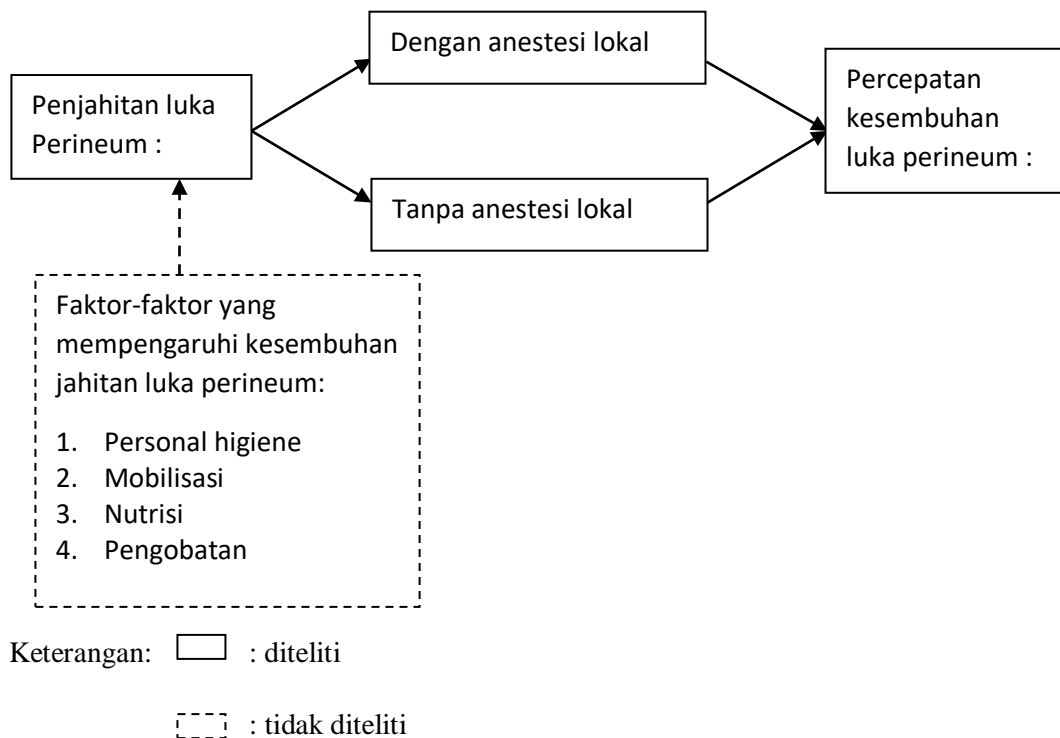 Dengan anestesi lokal
Penjahitan luka
Perineum :
Percepatan
kesembuhan
luka perineum :
Tanpa anestesi lokal
Faktor-faktor yang
mempengaruhi kesembuhan
jahitan luka perineum:
1. Personal higiene
2. Mobilisasi
3. Nutrisi
4. Pengobatan
Keterangan: : diteliti
: tidak diteliti